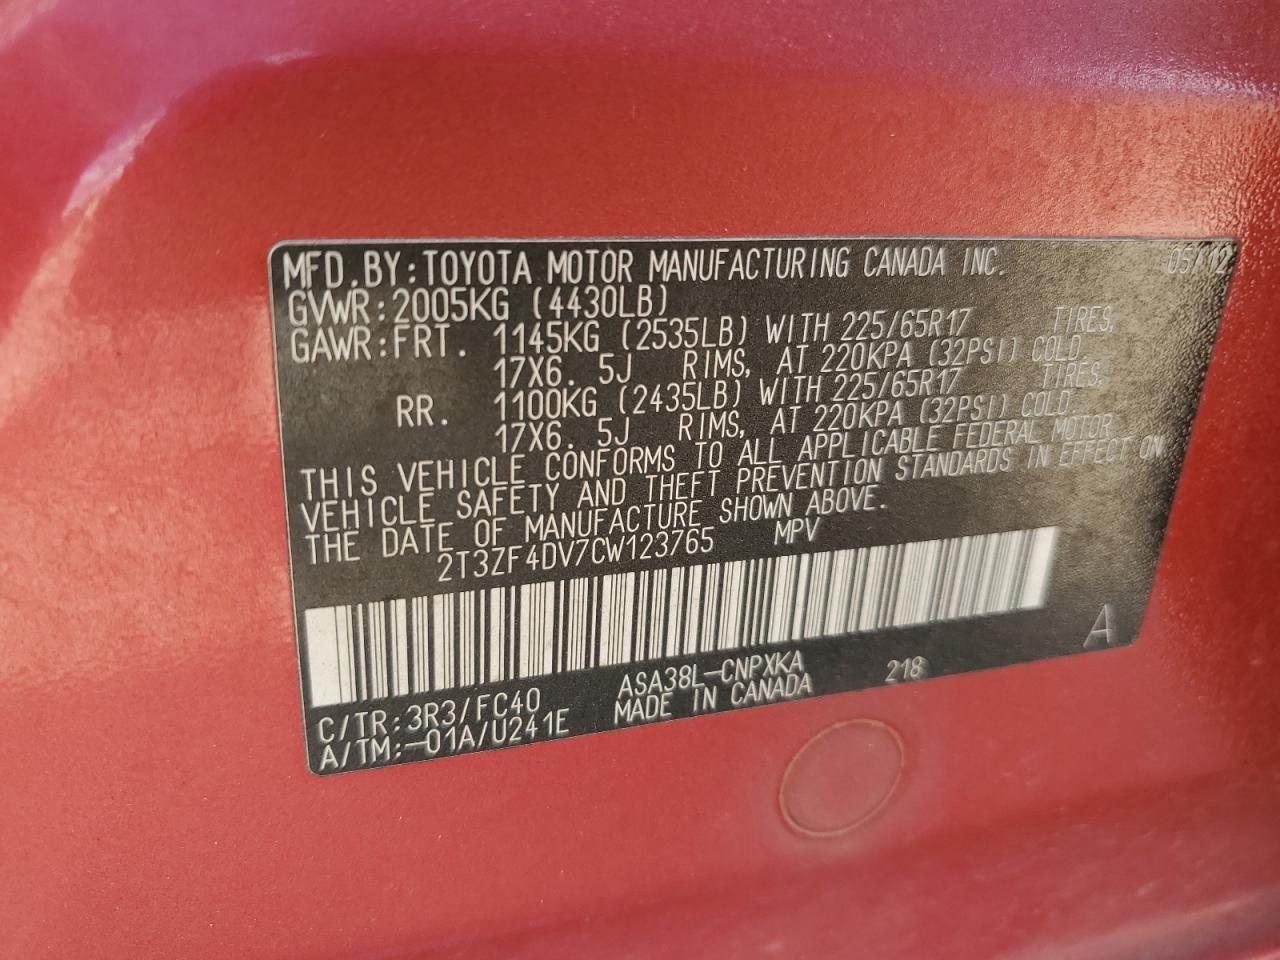 MFD.BY:TOYOTA MOTOR MANUFACTURING CANADA INC. 05/12
GVWR:2005KG (4430LB)
GAWR:FRT. 1145KG (2535LB) WITH 225/65R17 TIRES,
17X6. 5J RIMS, AT 220KPA (32PSI) COLD.
RR. 1100KG (2435LB) WITH 225/65R17 TIRES,
17X6. 5J RIMS, AT 220KPA (32PSI) COLD.
THIS VEHICLE CONFORMS TO ALL APPLICABLE FEDERAL MOTOR
VEHICLE SAFETY AND THEFT PREVENTION STANDARDS IN EFFECT ON
THE DATE OF MANUFACTURE SHOWN ABOVE.
2T3ZF4DV7CW123765 MPV
A
C/TR:3R3/FC40 ASA38L-CNPXKA 218
A/TM:-01A/U241E MADE IN CANADA